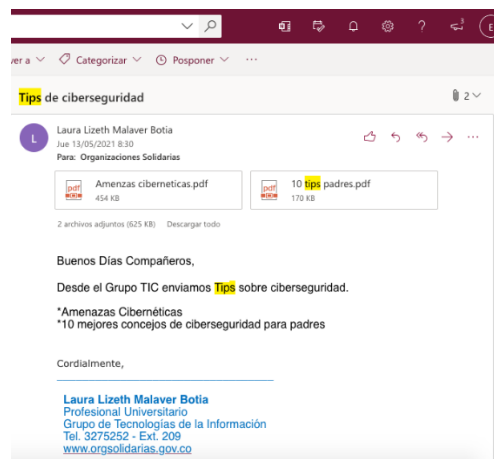 3
E
ver a Categorizar Posponer ...
Tips de ciberseguridad 2
L
Laura Lizeth Malaver Botia
Jue 13/05/2021 8:30
Para: Organizaciones Solidarias
pdf Amenzas ciberneticas.pdf
454 KB
pdf 10 tips padres.pdf
170 KB
2 archivos adjuntos (625 KB) Descargar todo
Buenos Días Compañeros,
Desde el Grupo TIC enviamos Tips sobre ciberseguridad.
*Amenazas Cibernéticas
*10 mejores concejos de ciberseguridad para padres
Cordialmente,
Laura Lizeth Malaver Botia
Profesional Universitario
Grupo de Tecnologías de la Información
Tel. 3275252 - Ext. 209
www.orgsolidarias.gov.co